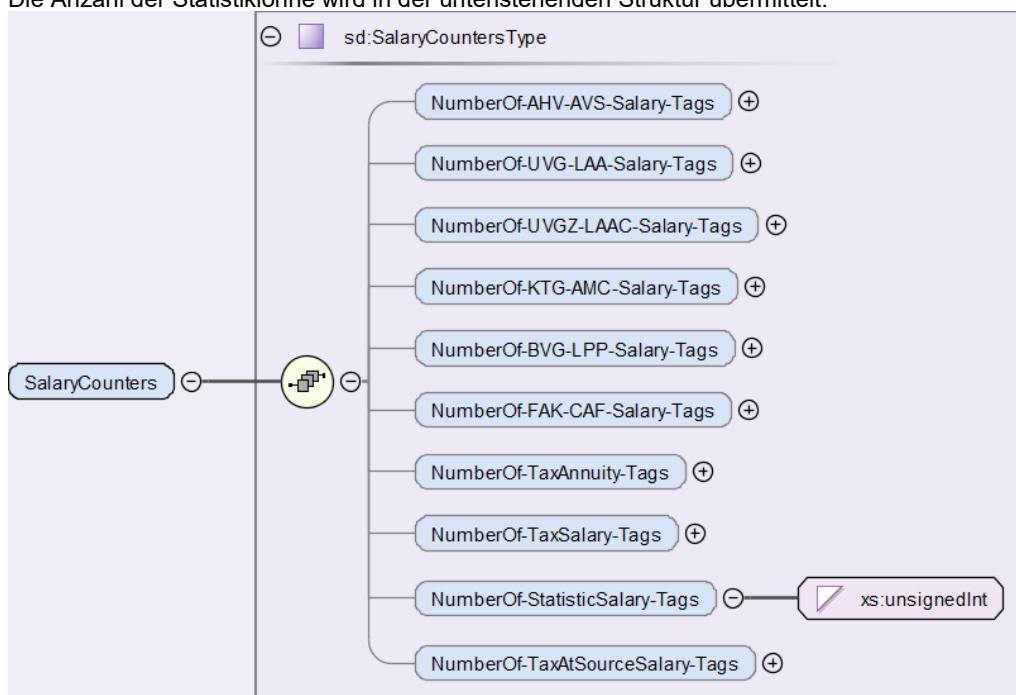 Die Anzahl der Statistiklöhne wird in der untenstehenden Struktur übermittelt:
sd:SalaryCountersType
NumberOf-AHV-AVS-Salary-Tags
NumberOf-UVG-LAA-Salary-Tags
NumberOf-UVGZ-LAAC-Salary-Tags
NumberOf-KTG-AMC-Salary-Tags
NumberOf-BVG-LPP-Salary-Tags
SalaryCounters
NumberOf-FAK-CAF-Salary-Tags
NumberOf-TaxAnnuity-Tags
NumberOf-TaxSalary-Tags
NumberOf-StatisticSalary-Tags xs:unsignedInt
NumberOf-TaxAtSourceSalary-Tags